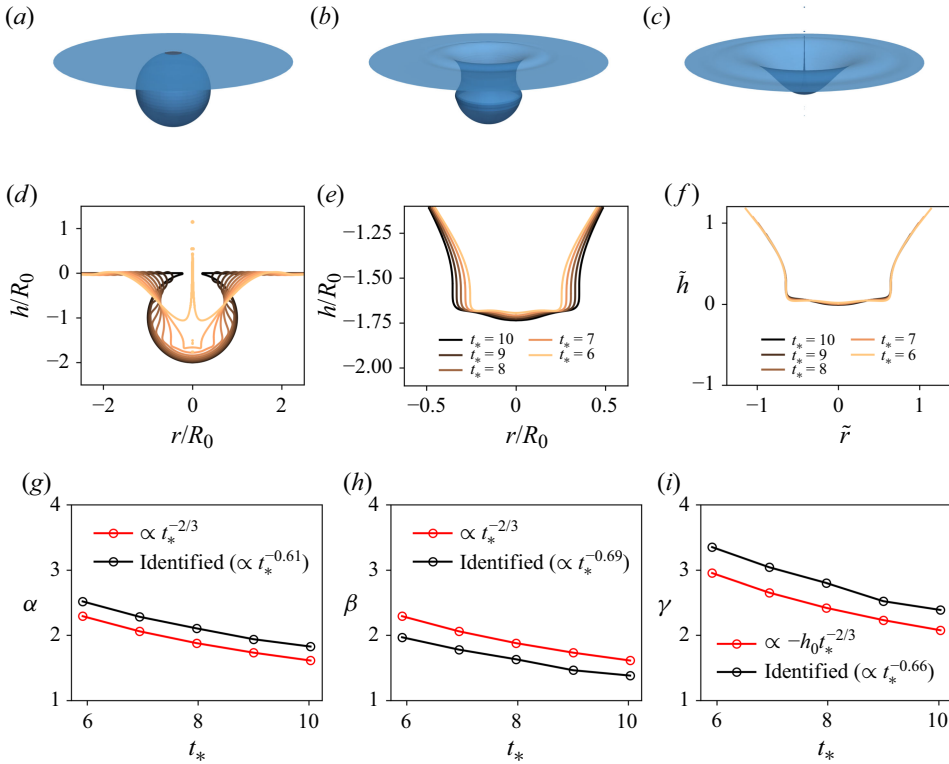 (a) (b) (c)
(d) (e) (f)
1
0
−1
−2
h/R0
−2 0 2
r/R0
−1.25
−1.50
−1.75
−2.00
h/R0
t* = 10 t* = 7
t* = 9 t* = 6
t* = 8
−0.5 0 0.5
r/R0
1
0
−1
h̃
t* = 10 t* = 7
t* = 9 t* = 6
t* = 8
−1 0 1
r̃
(g) (h) (i)
4
3
2
1
α
∝ t*^−2/3
Identified (∝ t*^−0.61)
6 8 10
t*
4
3
2
1
β
∝ t*^−2/3
Identified (∝ t*^−0.69)
6 8 10
t*
4
3
2
1
γ
∝ −h0t*^−2/3
Identified (∝ t*^−0.66)
6 8 10
t*